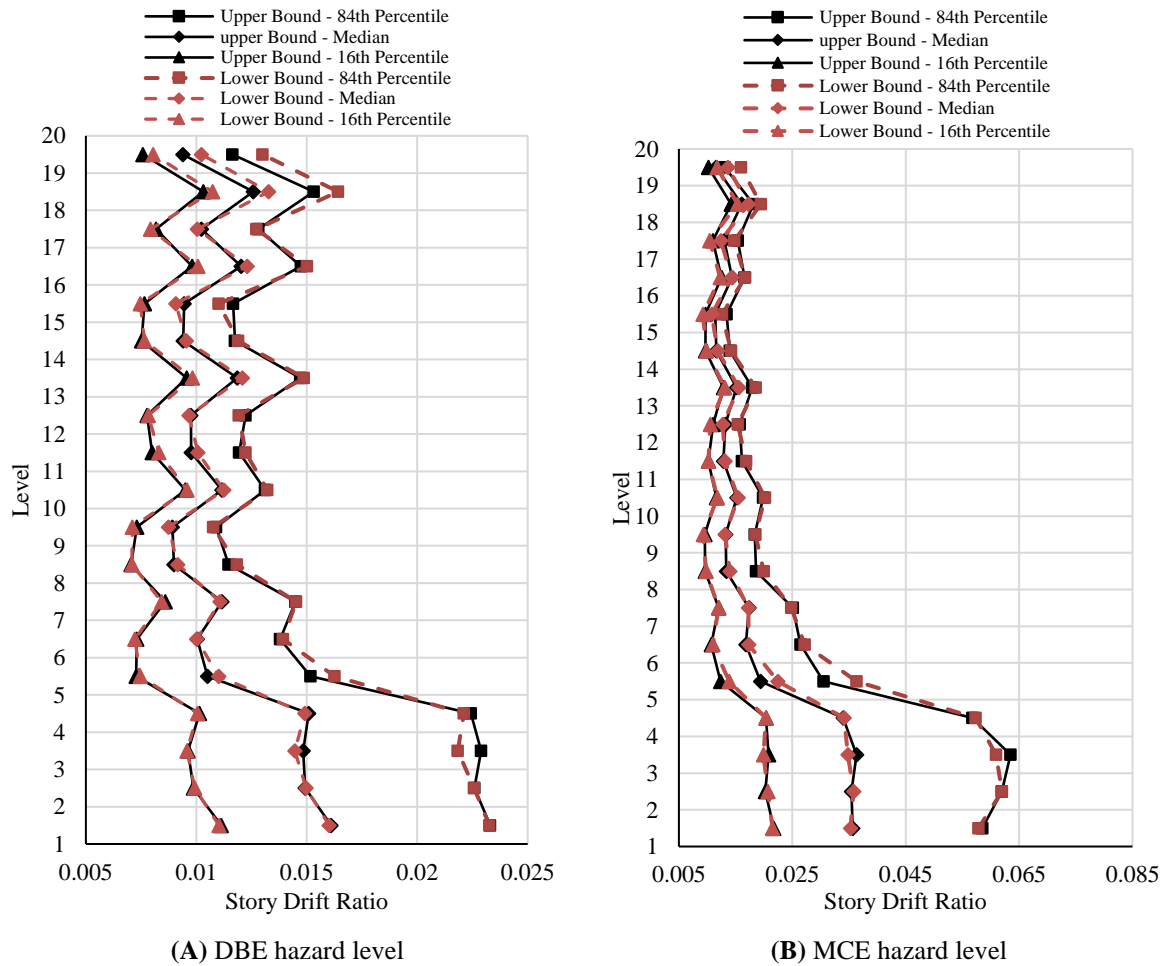 Upper Bound - 84th Percentile
upper Bound - Median
Upper Bound - 16th Percentile
Lower Bound - 84th Percentile
Lower Bound - Median
Lower Bound - 16th Percentile
20
19
18
17
16
15
14
13
12
11
10
9
8
7
6
5
4
3
2
1
Level
0.005
0.01
0.015
0.02
0.025
Story Drift Ratio
(A) DBE hazard level
Upper Bound - 84th Percentile
upper Bound - Median
Upper Bound - 16th Percentile
Lower Bound - 84th Percentile
Lower Bound - Median
Lower Bound - 16th Percentile
20
19
18
17
16
15
14
13
12
11
10
9
8
7
6
5
4
3
2
1
Level
0.005
0.025
0.045
0.065
0.085
Story Drift Ratio
(B) MCE hazard level